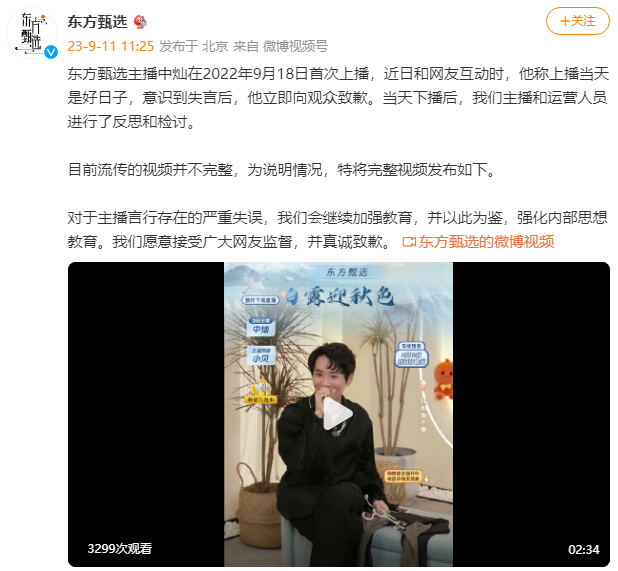 东方甄选
+关注
23-9-11 11:25 发布于 北京 来自 微博视频号
东方甄选主播中灿在2022年9月18日首次上播，近日和网友互动时，他称上播当天
是好日子，意识到失言后，他立即向观众致歉。当天下播后，我们主播和运营人员
进行了反思和检讨。
目前流传的视频并不完整，为说明情况，特将完整视频发布如下。
对于主播言行存在的严重失误，我们会继续加强教育，并以此为鉴，强化内部思想
教育。我们愿意接受广大网友监督，并真诚致歉。 东方甄选的微博视频
东方甄选
白露迎秋色
中灿
小贝
3299次观看
02:34